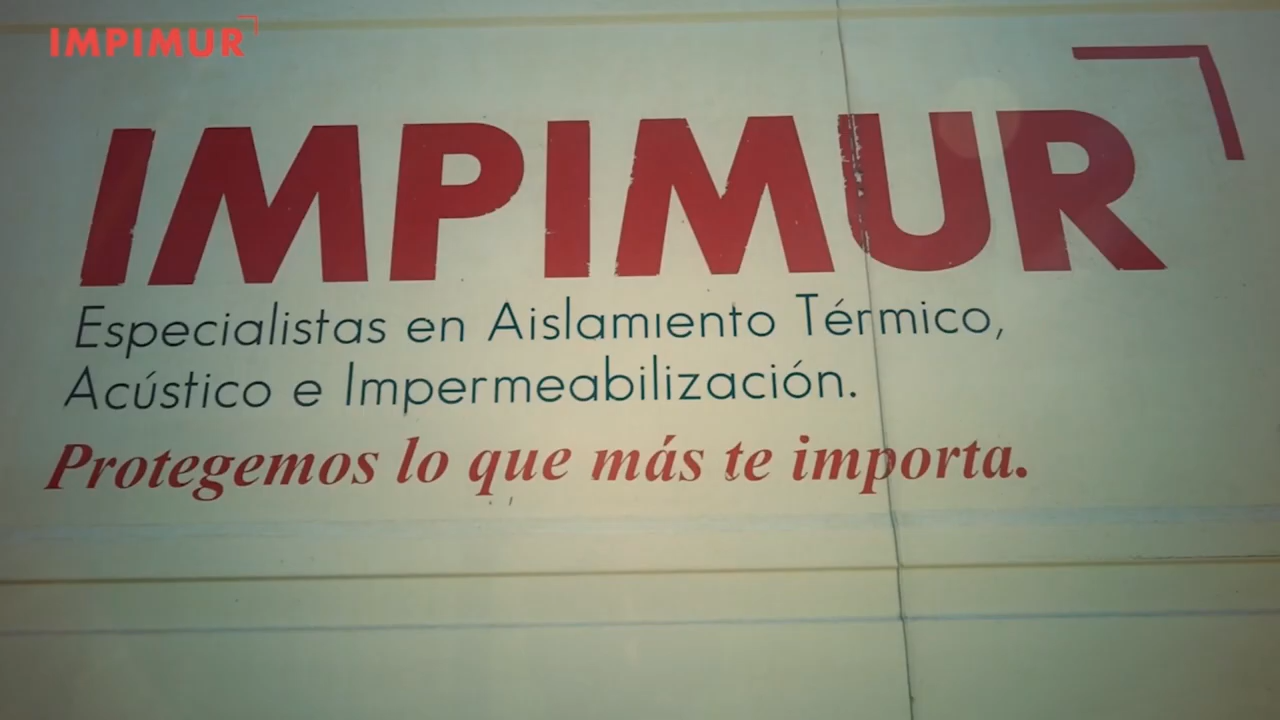 IMPIMUR
IMPIMUR
Especialistas en Aislamiento Térmico,
Acústico e Impermeabilización.
Protegemos lo que más te importa.